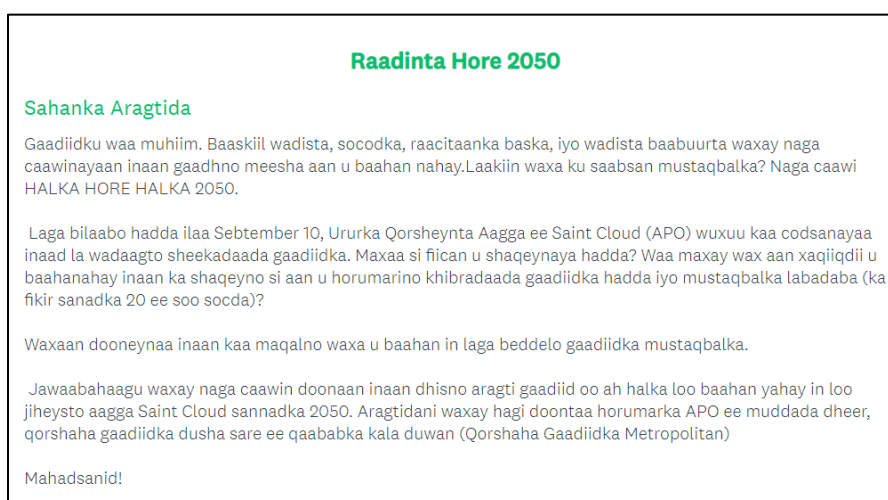 Raadinta Hore 2050
Sahanka Aragtida
Gaadiidku waa muhiim. Baaskiil wadista, socodka, raacitaanka baska, iyo wadista baabuurta waxay naga
caawinayaan inaan gaadhno meesha aan u baahan nahay.Laakiin waxa ku saabsan mustaqbalka? Naga caawi
HALKA HORE HALKA 2050.
Laga bilaabo hadda ilaa Sebtember 10, Ururka Qorsheynta Aagga ee Saint Cloud (APO) wuxuu kaa codsanayaa
inaad la wadaagto sheekadaada gaadiidka. Maxaa si fiican u shaqeynaya hadda? Waa maxay wax aan xaqiiqdii u
baahanahay inaan ka shaqeyno si aan u horumarino khibradaada gaadiidka hadda iyo mustaqbalka labadaba (ka
fikir sanadka 20 ee soo socda)?
Waxaan dooneynaa inaan kaa maqalno waxa u baahan in laga beddelo gaadiidka mustaqbalka.
Jawaabahaagu waxay naga caawin doonaan inaan dhisno aragti gaadiid oo ah halka loo baahan yahay in loo
jiheysto aagga Saint Cloud sannadka 2050. Aragtidani waxay hagi doontaa horumarka APO ee muddada dheer,
qorshaha gaadiidka dusha sare ee qaababka kala duwan (Qorshaha Gaadiidka Metropolitan)
Mahadsanid!